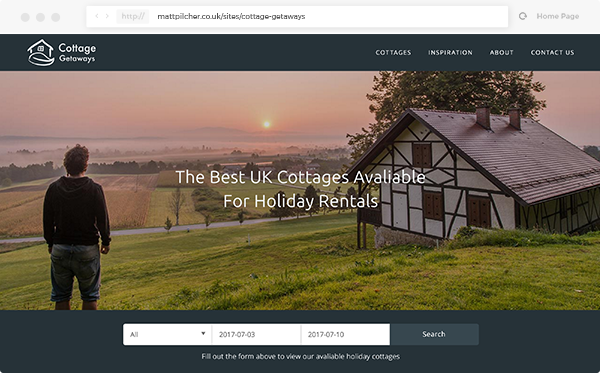 http:// mattpilcher.co.uk/sites/cottage-getaways Home Page
Cottage
Getaways
COTTAGES INSPIRATION ABOUT CONTACT US
The Best UK Cottages Avaliable
For Holiday Rentals
All 2017-07-03 2017-07-10 Search
Fill out the form above to view our avaliable holiday cottages